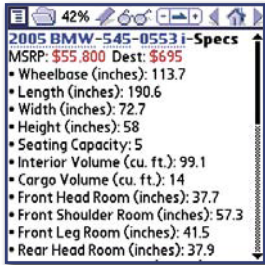 42%
2005 BMW-545-0553 i-Specs
MSRP: $55,800 Dest: $695
• Wheelbase (inches): 113.7
• Length (inches): 190.6
• Width (inches): 72.7
• Height (inches): 58
• Seating Capacity: 5
• Interior Volume (cu. ft.): 99.1
• Cargo Volume (cu. ft.): 14
• Front Head Room (inches): 37.7
• Front Shoulder Room (inches): 57.3
• Front Leg Room (inches): 41.5
• Rear Head Room (inches): 37.9